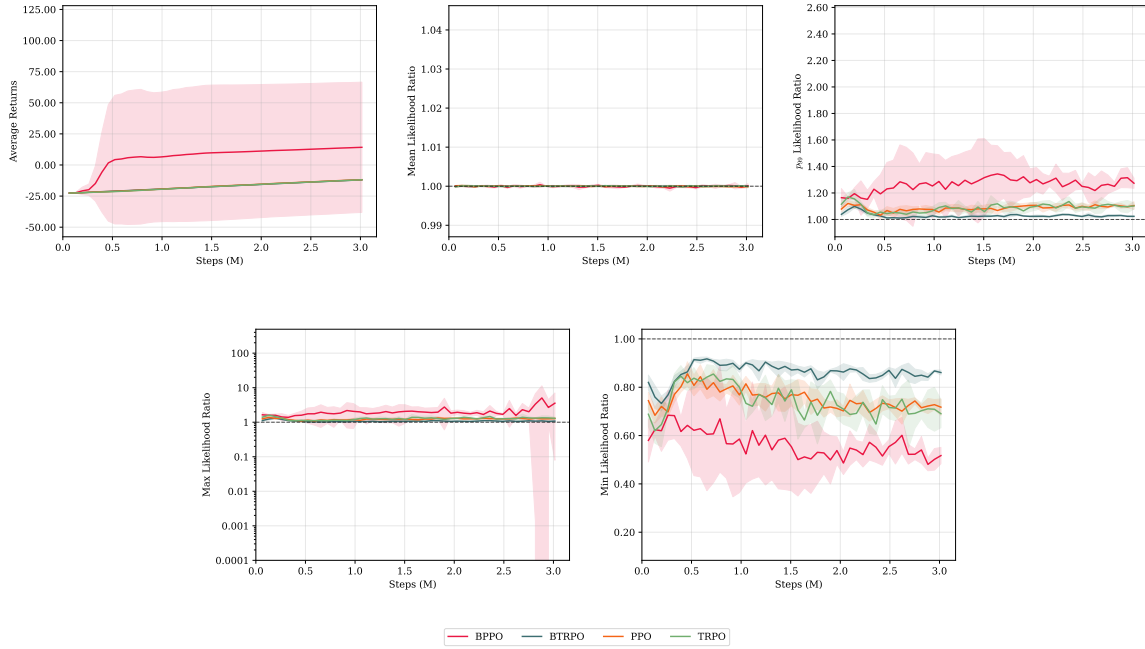 125.00
100.00
75.00
50.00
25.00
0.00
-25.00
-50.00
Average Returns
0.0 0.5 1.0 1.5 2.0 2.5 3.0
Steps (M)
1.04
1.03
1.02
1.01
1.00
0.99
Mean Likelihood Ratio
0.0 0.5 1.0 1.5 2.0 2.5 3.0
Steps (M)
2.60
2.40
2.20
2.00
1.80
1.60
1.40
1.20
1.00
p99 Likelihood Ratio
0.0 0.5 1.0 1.5 2.0 2.5 3.0
Steps (M)
100
10
1
0.1
0.01
0.001
0.0001
Max Likelihood Ratio
0.0 0.5 1.0 1.5 2.0 2.5 3.0
Steps (M)
1.00
0.80
0.60
0.40
0.20
Min Likelihood Ratio
0.0 0.5 1.0 1.5 2.0 2.5 3.0
Steps (M)
BPPO BTRPO PPO TRPO